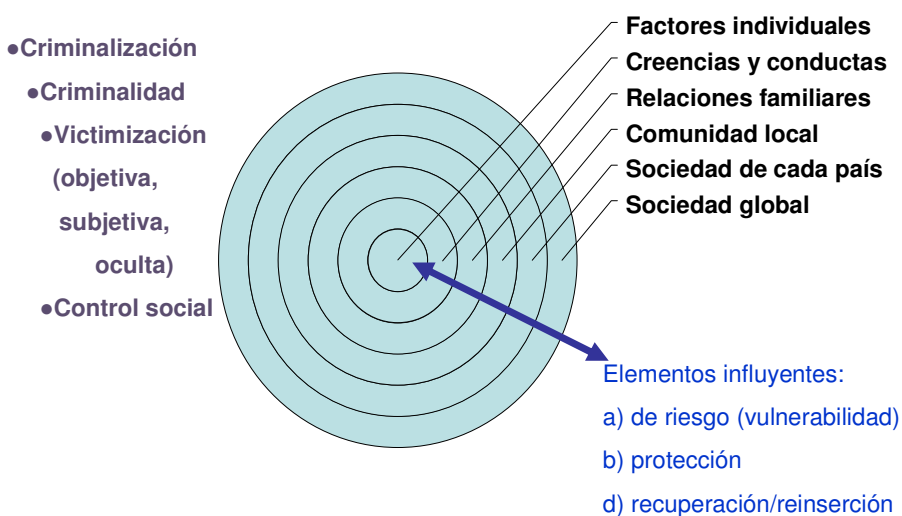 ●Criminalización
●Criminalidad
●Victimización
(objetiva,
subjetiva,
oculta)
●Control social
Factores individuales
Creencias y conductas
Relaciones familiares
Comunidad local
Sociedad de cada país
Sociedad global
Elementos influyentes:
a) de riesgo (vulnerabilidad)
b) protección
d) recuperación/reinserción